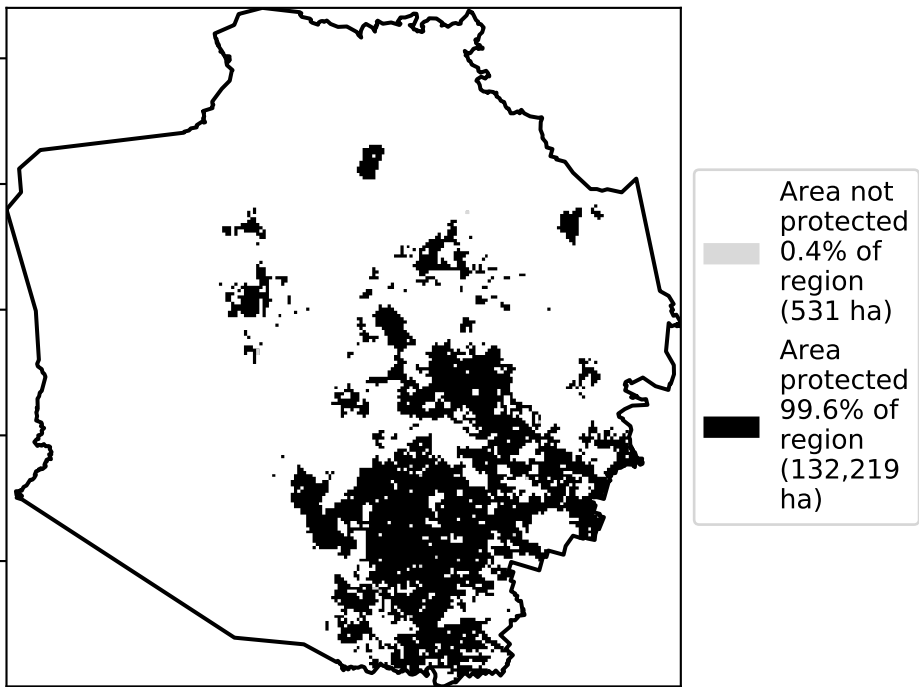 Area not
protected
0.4% of
region
(531 ha)
Area
protected
99.6% of
region
(132,219
ha)